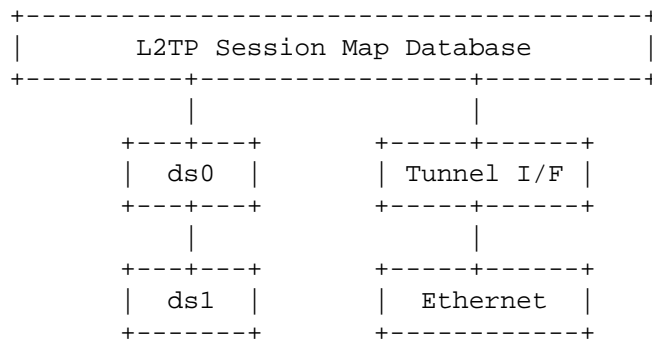 L2TP Session Map Database
ds0 Tunnel I/F
ds1 Ethernet